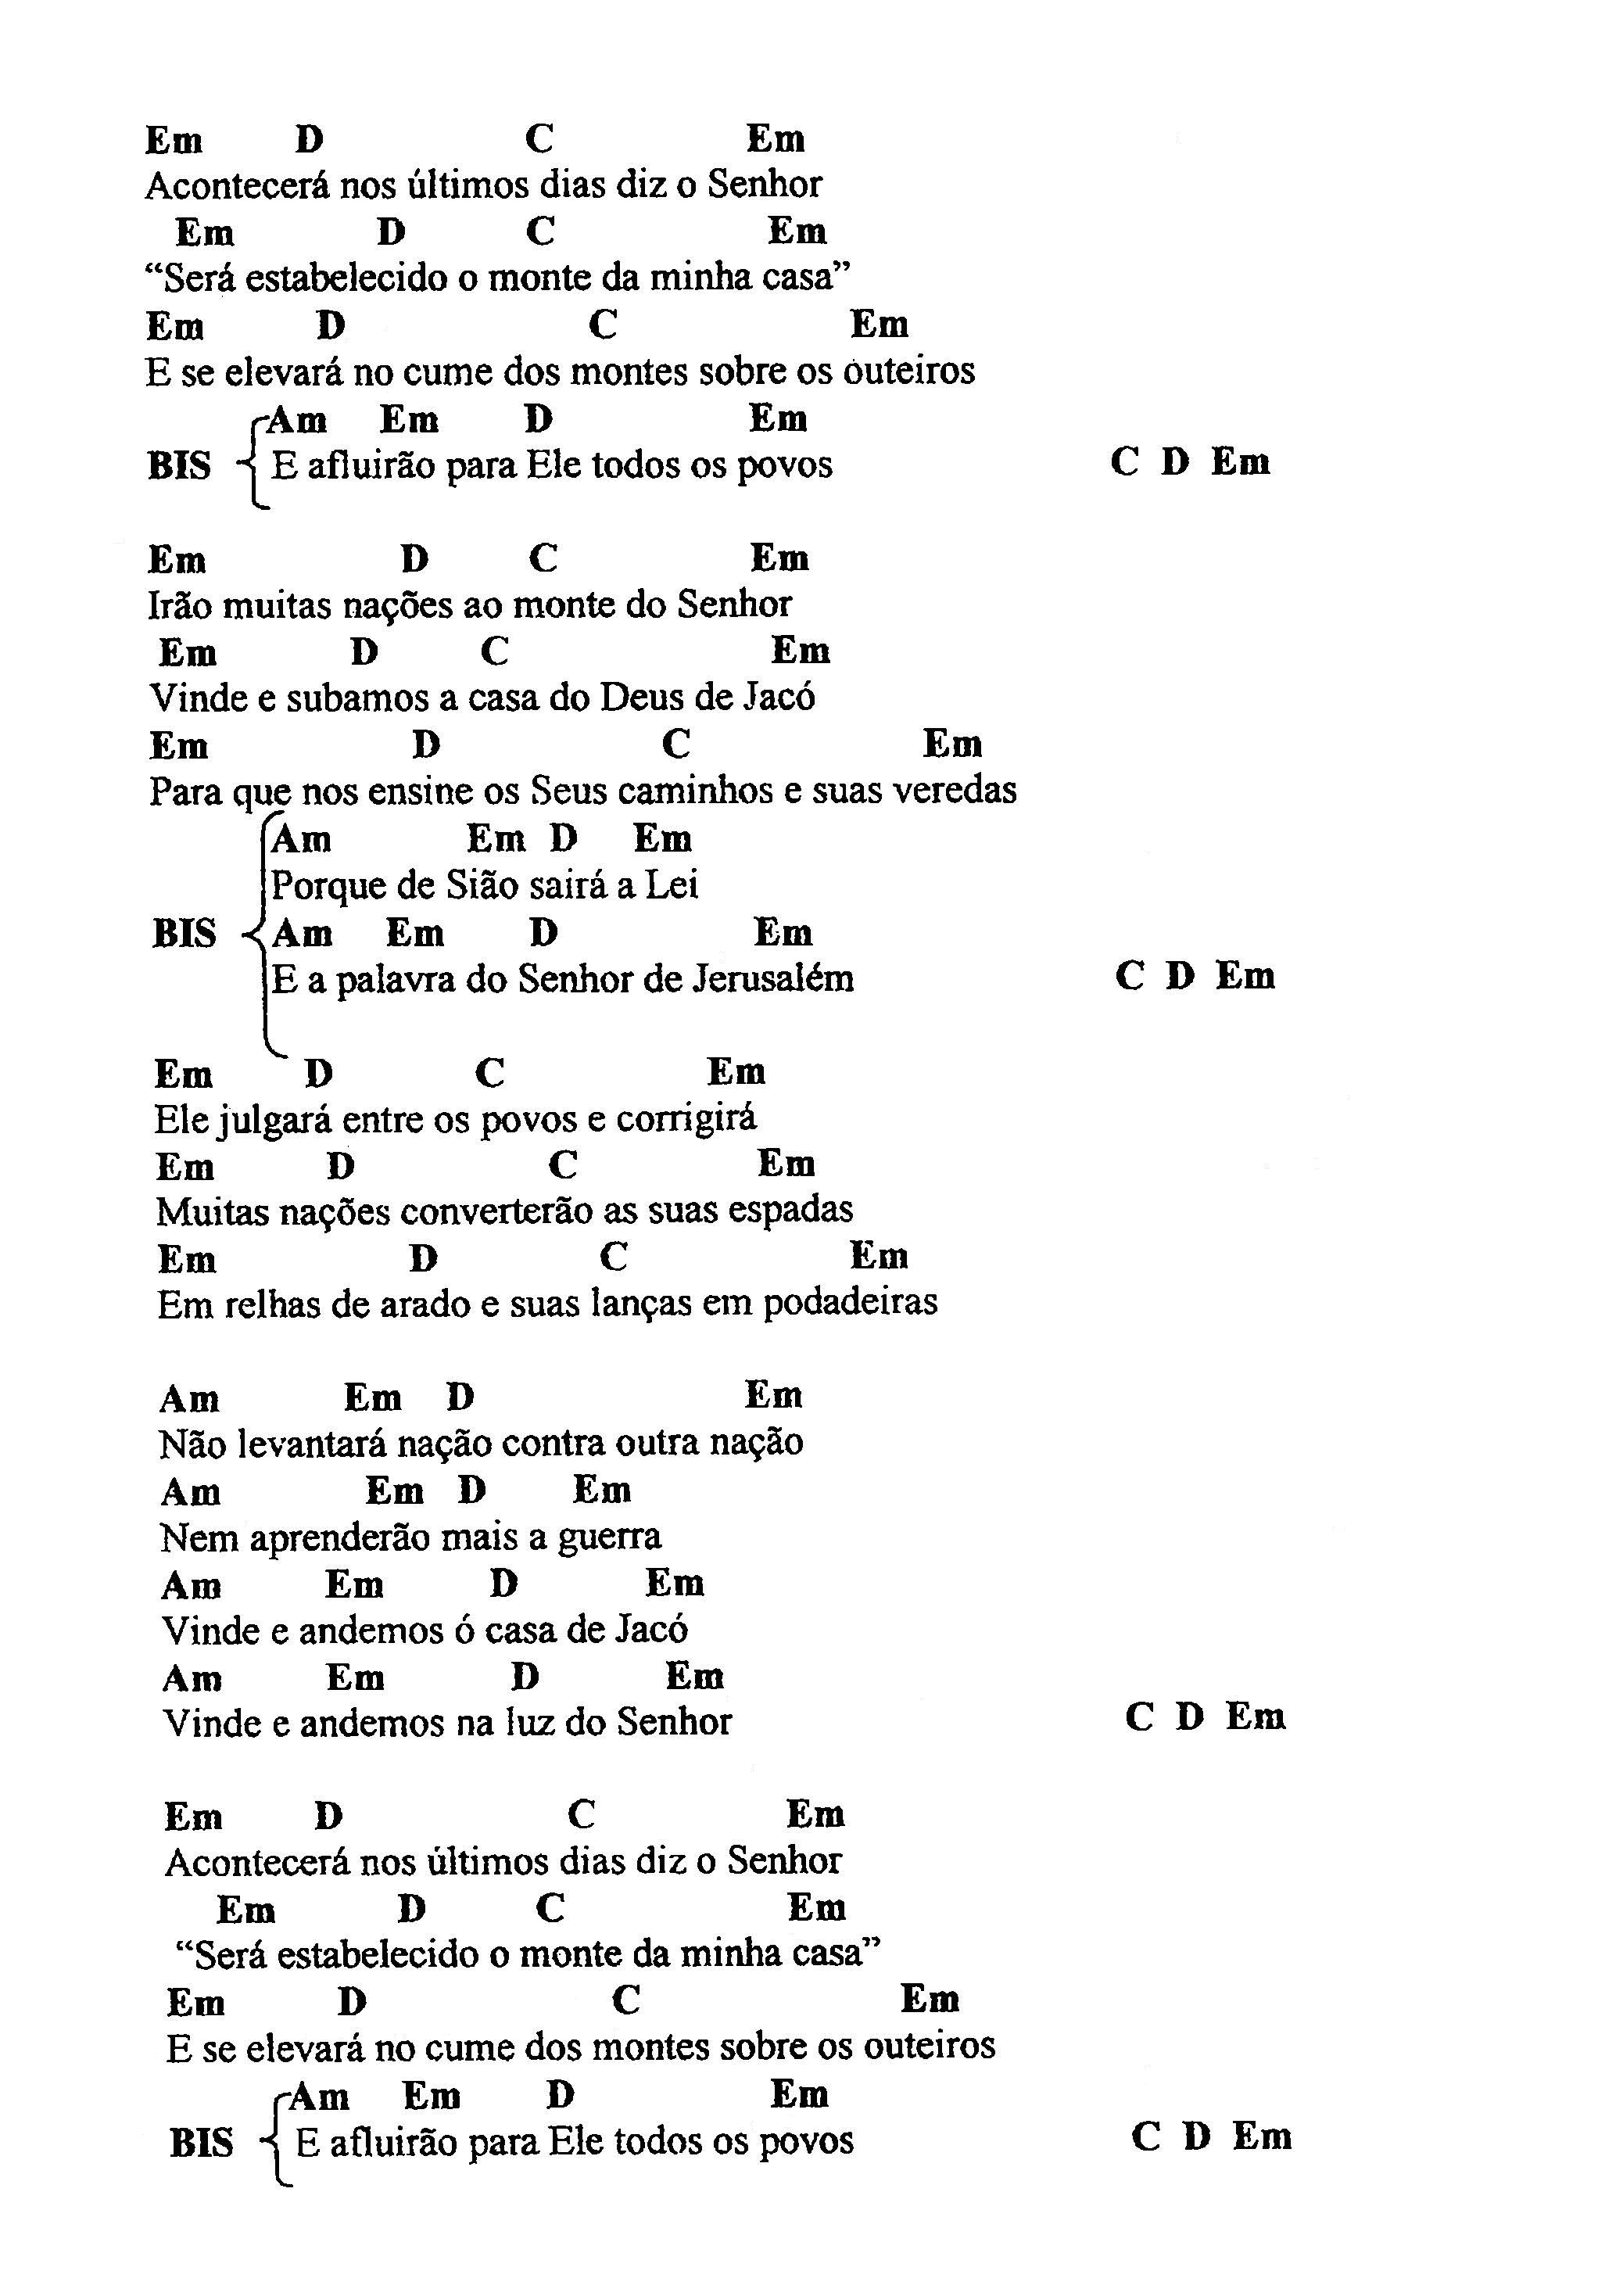 Em D C Em
Acontecerá nos últimos dias diz o Senhor
Em D C Em
“Será estabelecido o monte da minha casa”
Em D C Em
E se elevará no cume dos montes sobre os outeiros
Am Em D Em
BIS E afluirão para Ele todos os povos C D Em
Em D C Em
Irão muitas nações ao monte do Senhor
Em D C Em
Vinde e subamos a casa do Deus de Jacó
Em D C Em
Para que nos ensine os Seus caminhos e suas veredas
Am Em D Em
Porque de Sião sairá a Lei
BIS Am Em D Em
E a palavra do Senhor de Jerusalém C D Em
Em D C Em
Ele julgará entre os povos e corrigirá
Em D C Em
Muitas nações converterão as suas espadas
Em D C Em
Em relhas de arado e suas lanças em podadeiras
Am Em D Em
Não levantará nação contra outra nação
Am Em D Em
Nem aprenderão mais a guerra
Am Em D Em
Vinde e andemos ó casa de Jacó
Am Em D Em
Vinde e andemos na luz do Senhor C D Em
Em D C Em
Acontecerá nos últimos dias diz o Senhor
Em D C Em
“Será estabelecido o monte da minha casa”
Em D C Em
E se elevará no cume dos montes sobre os outeiros
Am Em D Em
BIS E afluirão para Ele todos os povos C D Em